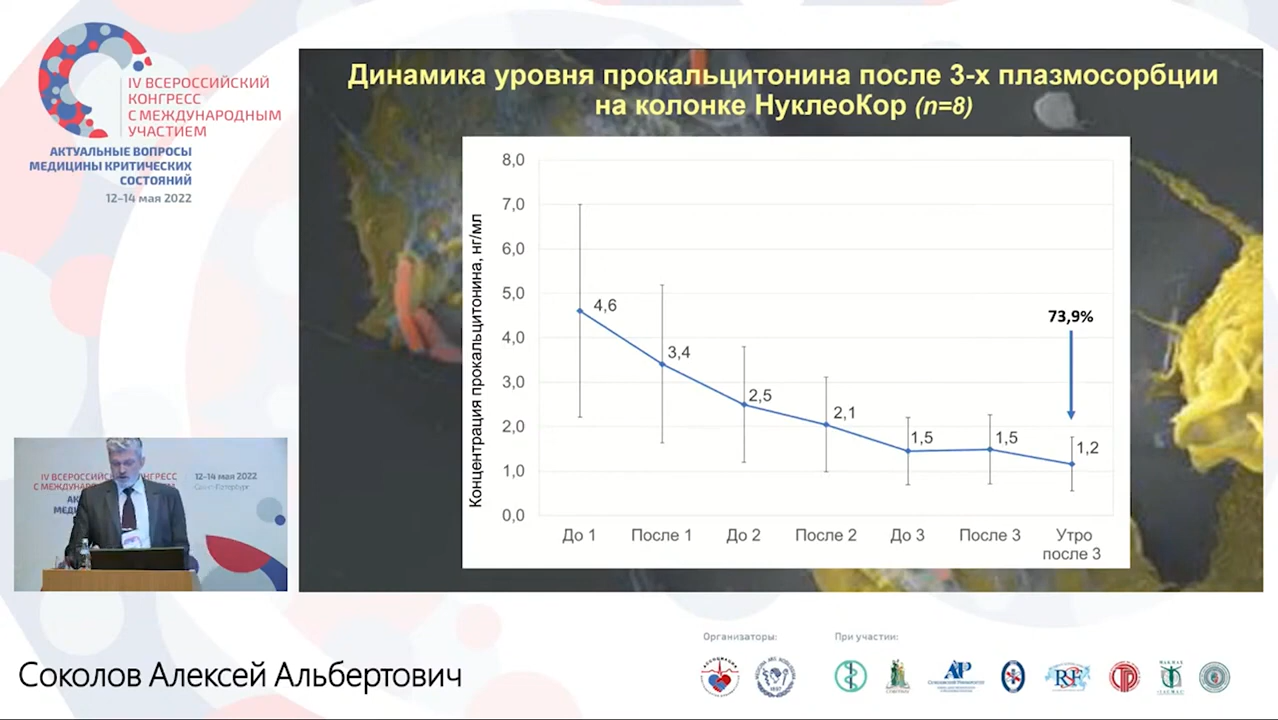 IV ВСЕРОССИЙСКИЙ
КОНГРЕСС
С МЕЖДУНАРОДНЫМ
УЧАСТИЕМ
АКТУАЛЬНЫЕ ВОПРОСЫ
МЕДИЦИНЫ КРИТИЧЕСКИХ
СОСТОЯНИЙ
12–14 мая 2022
Динамика уровня прокальцитонина после 3-х плазмосорбции
на колонке НуклеоКор (n=8)
Концентрация прокальцитонина, нг/мл
8,0
7,0
6,0
5,0
4,0
3,0
2,0
1,0
0,0
4,6
3,4
2,5
2,1
1,5
1,5
1,2
73,9%
До 1
После 1
До 2
После 2
До 3
После 3
Утро
после 3
12–14 мая 2022
Санкт-Петербург
Соколов Алексей Альбертович
Организаторы:
При участии: